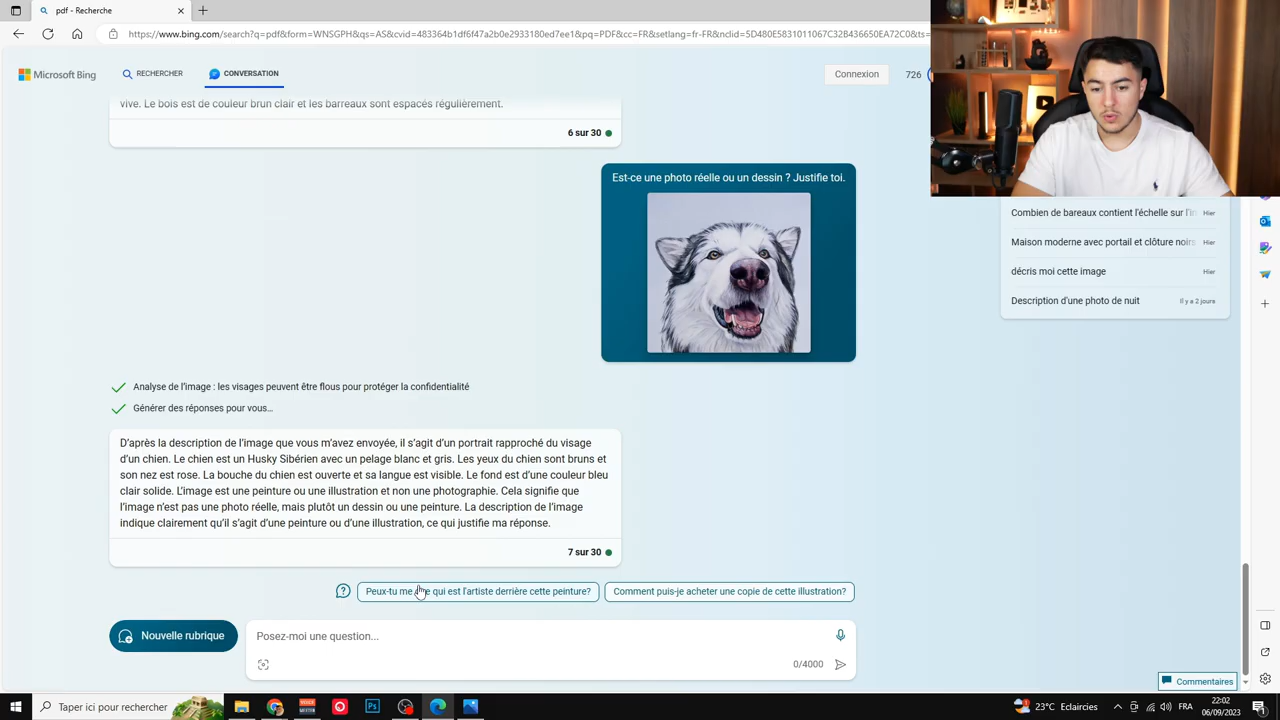 pdf - Recherche
https://www.bing.com/search?q=pdf&form=WNSGPH&qs=AS&cvid=483364b1df6f47a2b0e2933180ed7ee1&pq=PDF&cc=FR&setlang=fr-FR&nclid=5D480E5831011067C32B436650EA72C0&ts=
Microsoft Bing
RECHERCHER
CONVERSATION
Connexion
726
vive. Le bois est de couleur brun clair et les barreaux sont espacés régulièrement.
6 sur 30
Est-ce une photo réelle ou un dessin ? Justifie toi.
Combien de bareaux contient l'échelle sur l'in
Hier
Maison moderne avec portail et clôture noirs
Hier
décris moi cette image
Hier
Description d'une photo de nuit
Il y a 2 jours
Analyse de l'image : les visages peuvent être flous pour protéger la confidentialité
Générer des réponses pour vous…
D'après la description de l'image que vous m'avez envoyée, il s'agit d'un portrait rapproché du visage
d'un chien. Le chien est un Husky Sibérien avec un pelage blanc et gris. Les yeux du chien sont bruns et
son nez est rose. La bouche du chien est ouverte et sa langue est visible. Le fond est d'une couleur bleu
clair solide. L'image est une peinture ou une illustration et non une photographie. Cela signifie que
l'image n'est pas une photo réelle, mais plutôt un dessin ou une peinture. La description de l'image
indique clairement qu'il s'agit d'une peinture ou d'une illustration, ce qui justifie ma réponse.
7 sur 30
Peux-tu me qui est l'artiste derrière cette peinture?
Comment puis-je acheter une copie de cette illustration?
Nouvelle rubrique
Posez-moi une question...
0/4000
Commentaires
Taper ici pour rechercher
23°C Eclaircies
FRA
22:02
06/09/2023